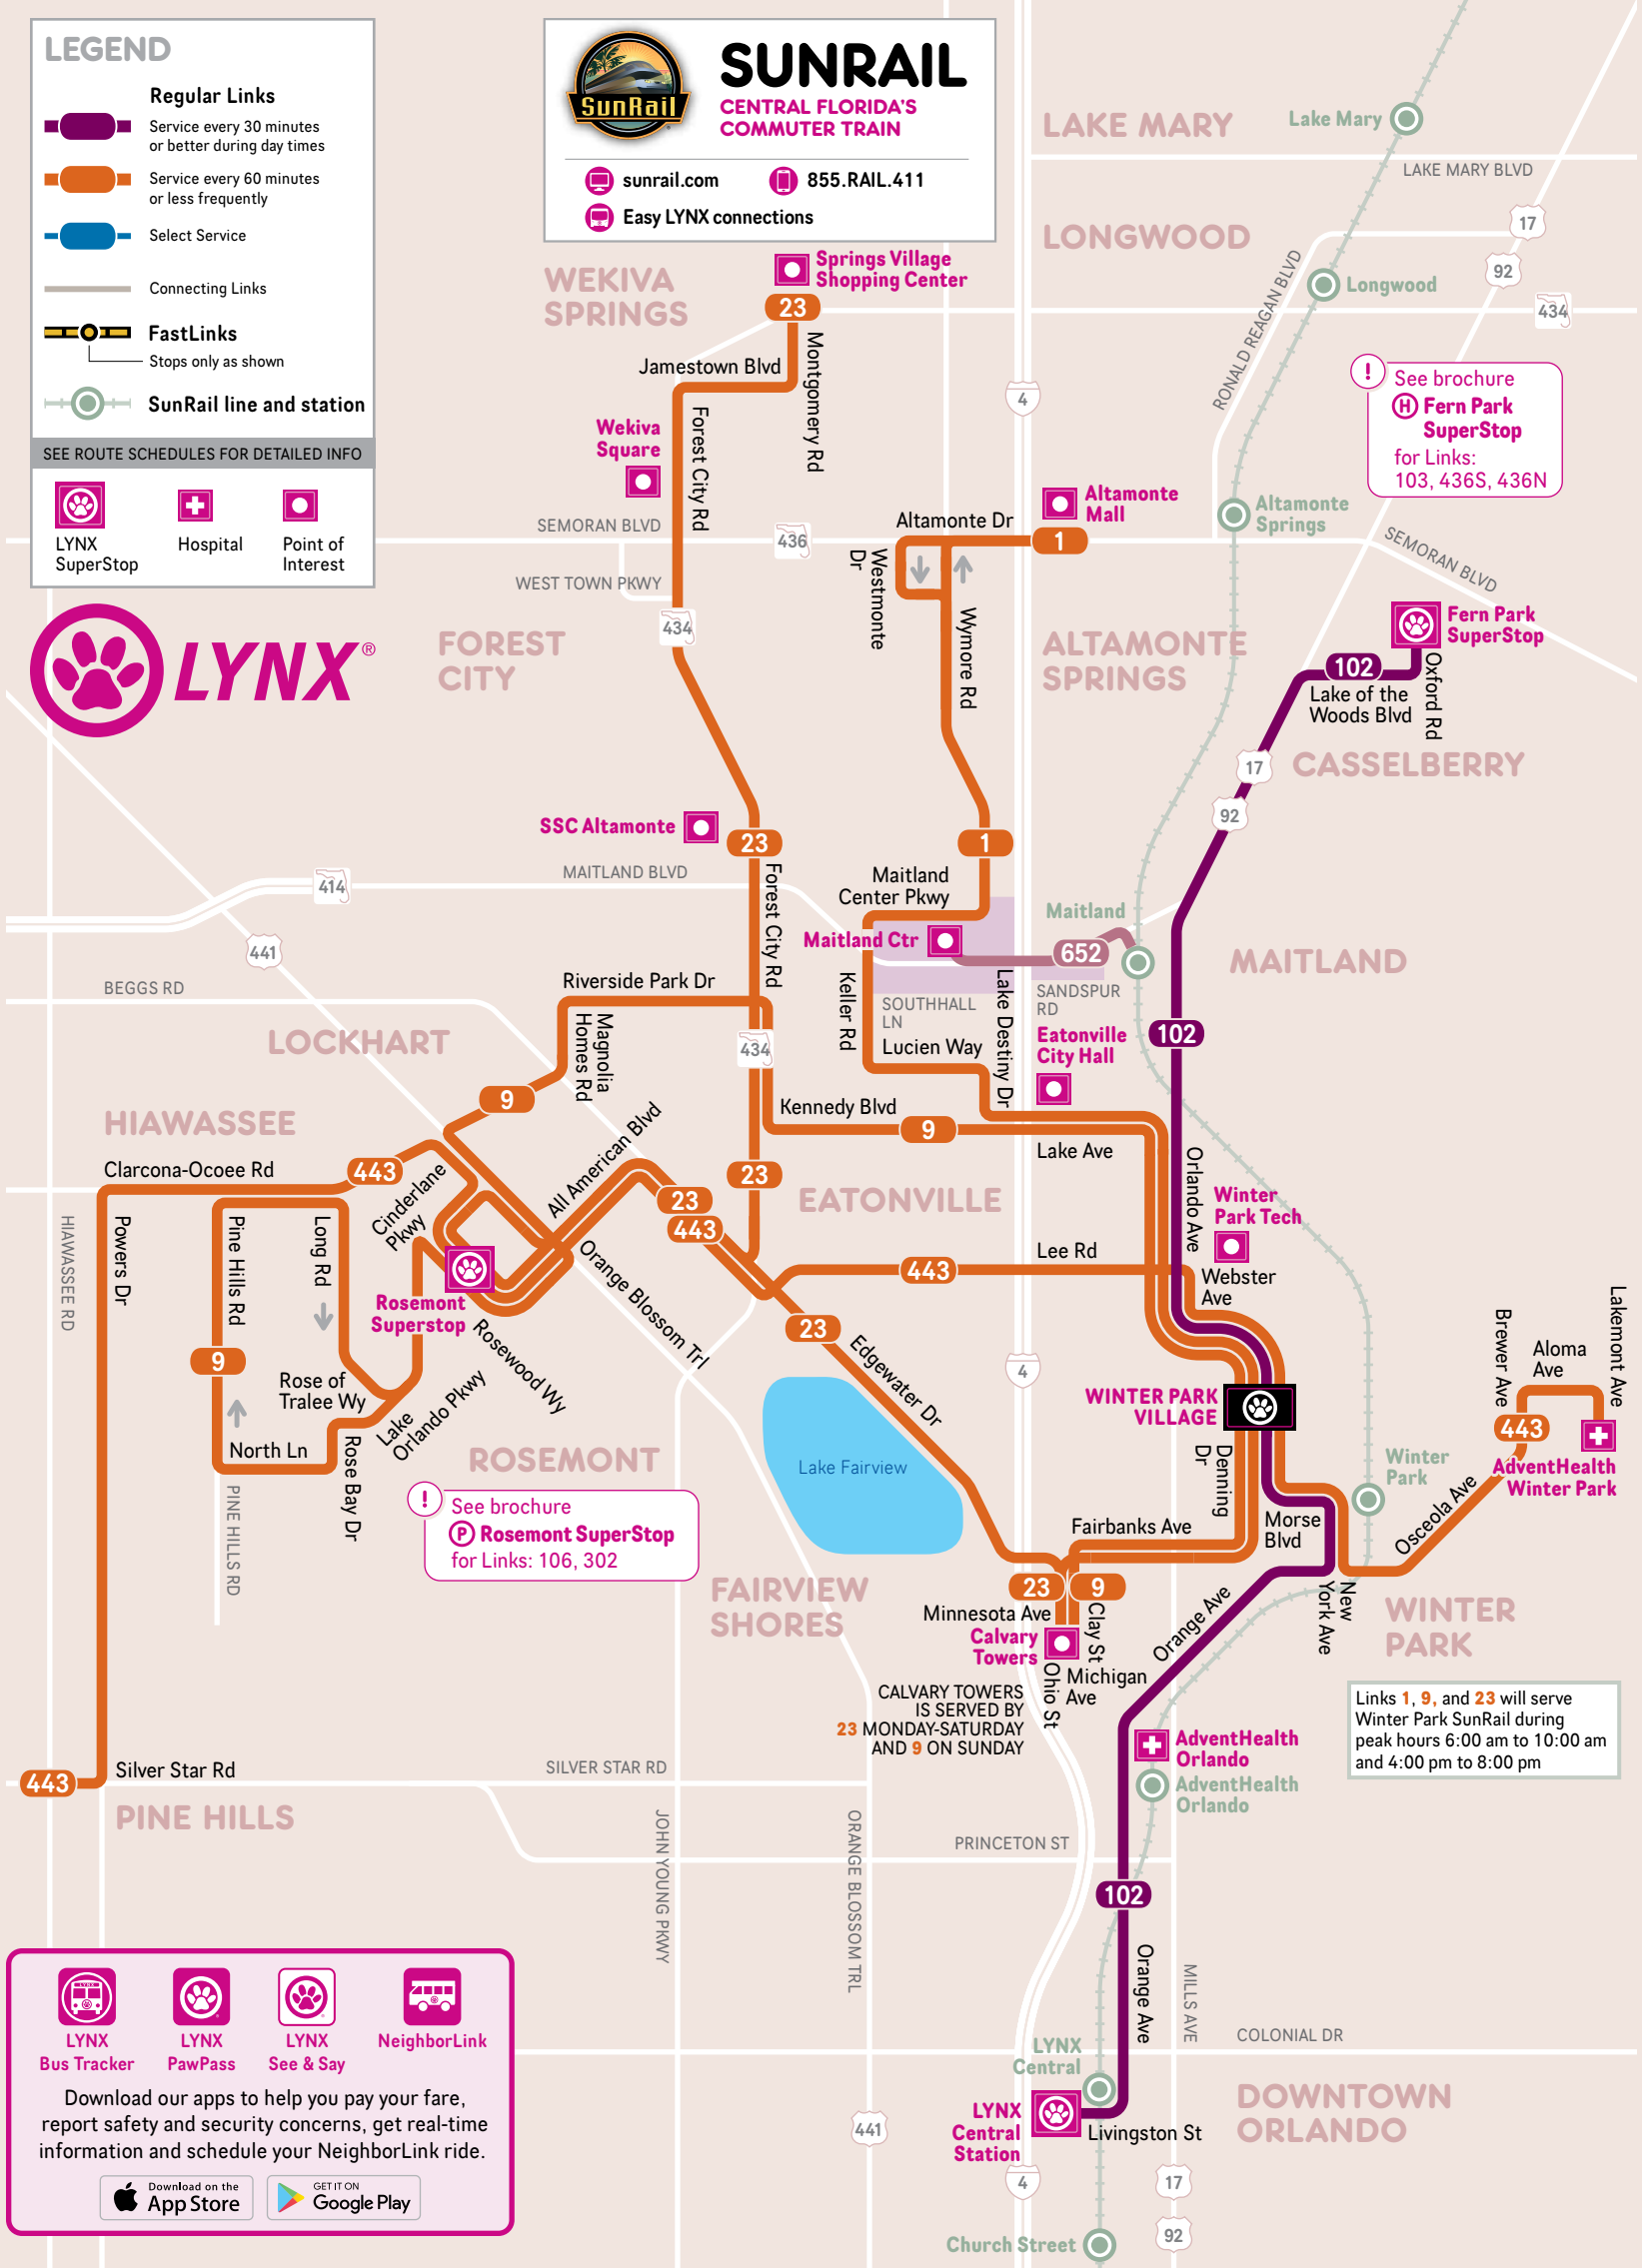 LEGEND
Regular Links
Service every 30 minutes
or better during day times
Service every 60 minutes
or less frequently
Select Service
Connecting Links
FastLinks
Stops only as shown
SunRail line and station
SEE ROUTE SCHEDULES FOR DETAILED INFO
LYNX
SuperStop
Hospital
Point of
Interest
LYNX®
SunRail
SUNRAIL
CENTRAL FLORIDA'S
COMMUTER TRAIN
sunrail.com
855.RAIL.411
Easy LYNX connections
LAKE MARY
Lake Mary
LAKE MARY BLVD
17
92
LONGWOOD
Longwood
434
RONALD REAGAN BLVD
WEKIVA
SPRINGS
Springs Village
Shopping Center
23
Montgomery Rd
Jamestown Blvd
Forest City Rd
Wekiva
Square
4
!
See brochure
H Fern Park
SuperStop
for Links:
103, 436S, 436N
SEMORAN BLVD
436
WEST TOWN PKWY
434
Altamonte Dr
Altamonte
Mall
1
Westmonte
Dr
Wymore Rd
Altamonte
Springs
SEMORAN BLVD
FOREST
CITY
ALTAMONTE
SPRINGS
Fern Park
SuperStop
102
Lake of the
Woods Blvd
Oxford Rd
17
92
CASSELBERRY
SSC Altamonte
23
1
MAITLAND BLVD
414
441
Forest City Rd
Maitland
Center Pkwy
Maitland Ctr
Maitland
652
MAITLAND
BEGGS RD
Riverside Park Dr
Keller Rd
SOUTHHALL
LN
Lake Destiny Dr
SANDSPUR
RD
Lucien Way
Eatonville
City Hall
102
LOCKHART
Magnolia
Homes Rd
434
9
HIAWASSEE
Kennedy Blvd
9
Lake Ave
Clarcona-Ocoee Rd
443
Cinderlane
Pkwy
All American Blvd
23
23
443
EATONVILLE
Orlando Ave
Winter
Park Tech
HIAWASSEE RD
Powers Dr
Pine Hills Rd
Long Rd
Orange Blossom Trl
Lee Rd
443
Webster
Ave
Rosemont
Superstop
Rosewood Wy
23
Edgewater Dr
9
Rose of
Tralee Wy
Lake
Orlando Pkwy
North Ln
Rose Bay Dr
PINE HILLS RD
ROSEMONT
!
See brochure
P Rosemont SuperStop
for Links: 106, 302
Lake Fairview
4
WINTER PARK
VILLAGE
Denning
Dr
Brewer Ave
Aloma
Ave
Lakemont Ave
443
AdventHealth
Winter Park
Winter
Park
Osceola Ave
Fairbanks Ave
Morse
Blvd
New
York Ave
FAIRVIEW
SHORES
23
9
Minnesota Ave
Clay St
Calvary
Towers
Ohio St
Michigan
Ave
Orange Ave
WINTER
PARK
CALVARY TOWERS
IS SERVED BY
23 MONDAY-SATURDAY
AND 9 ON SUNDAY
Links 1, 9, and 23 will serve
Winter Park SunRail during
peak hours 6:00 am to 10:00 am
and 4:00 pm to 8:00 pm
443
Silver Star Rd
SILVER STAR RD
PINE HILLS
AdventHealth
Orlando
AdventHealth
Orlando
JOHN YOUNG PKWY
ORANGE BLOSSOM TRL
PRINCETON ST
102
Orange Ave
MILLS AVE
COLONIAL DR
LYNX
Central
LYNX
Central
Station
Livingston St
DOWNTOWN
ORLANDO
441
4
17
92
Church Street
LYNX
LYNX
Bus Tracker
LYNX
PawPass
LYNX
See & Say
NeighborLink
Download our apps to help you pay your fare,
report safety and security concerns, get real-time
information and schedule your NeighborLink ride.
Download on the
App Store
GET IT ON
Google Play